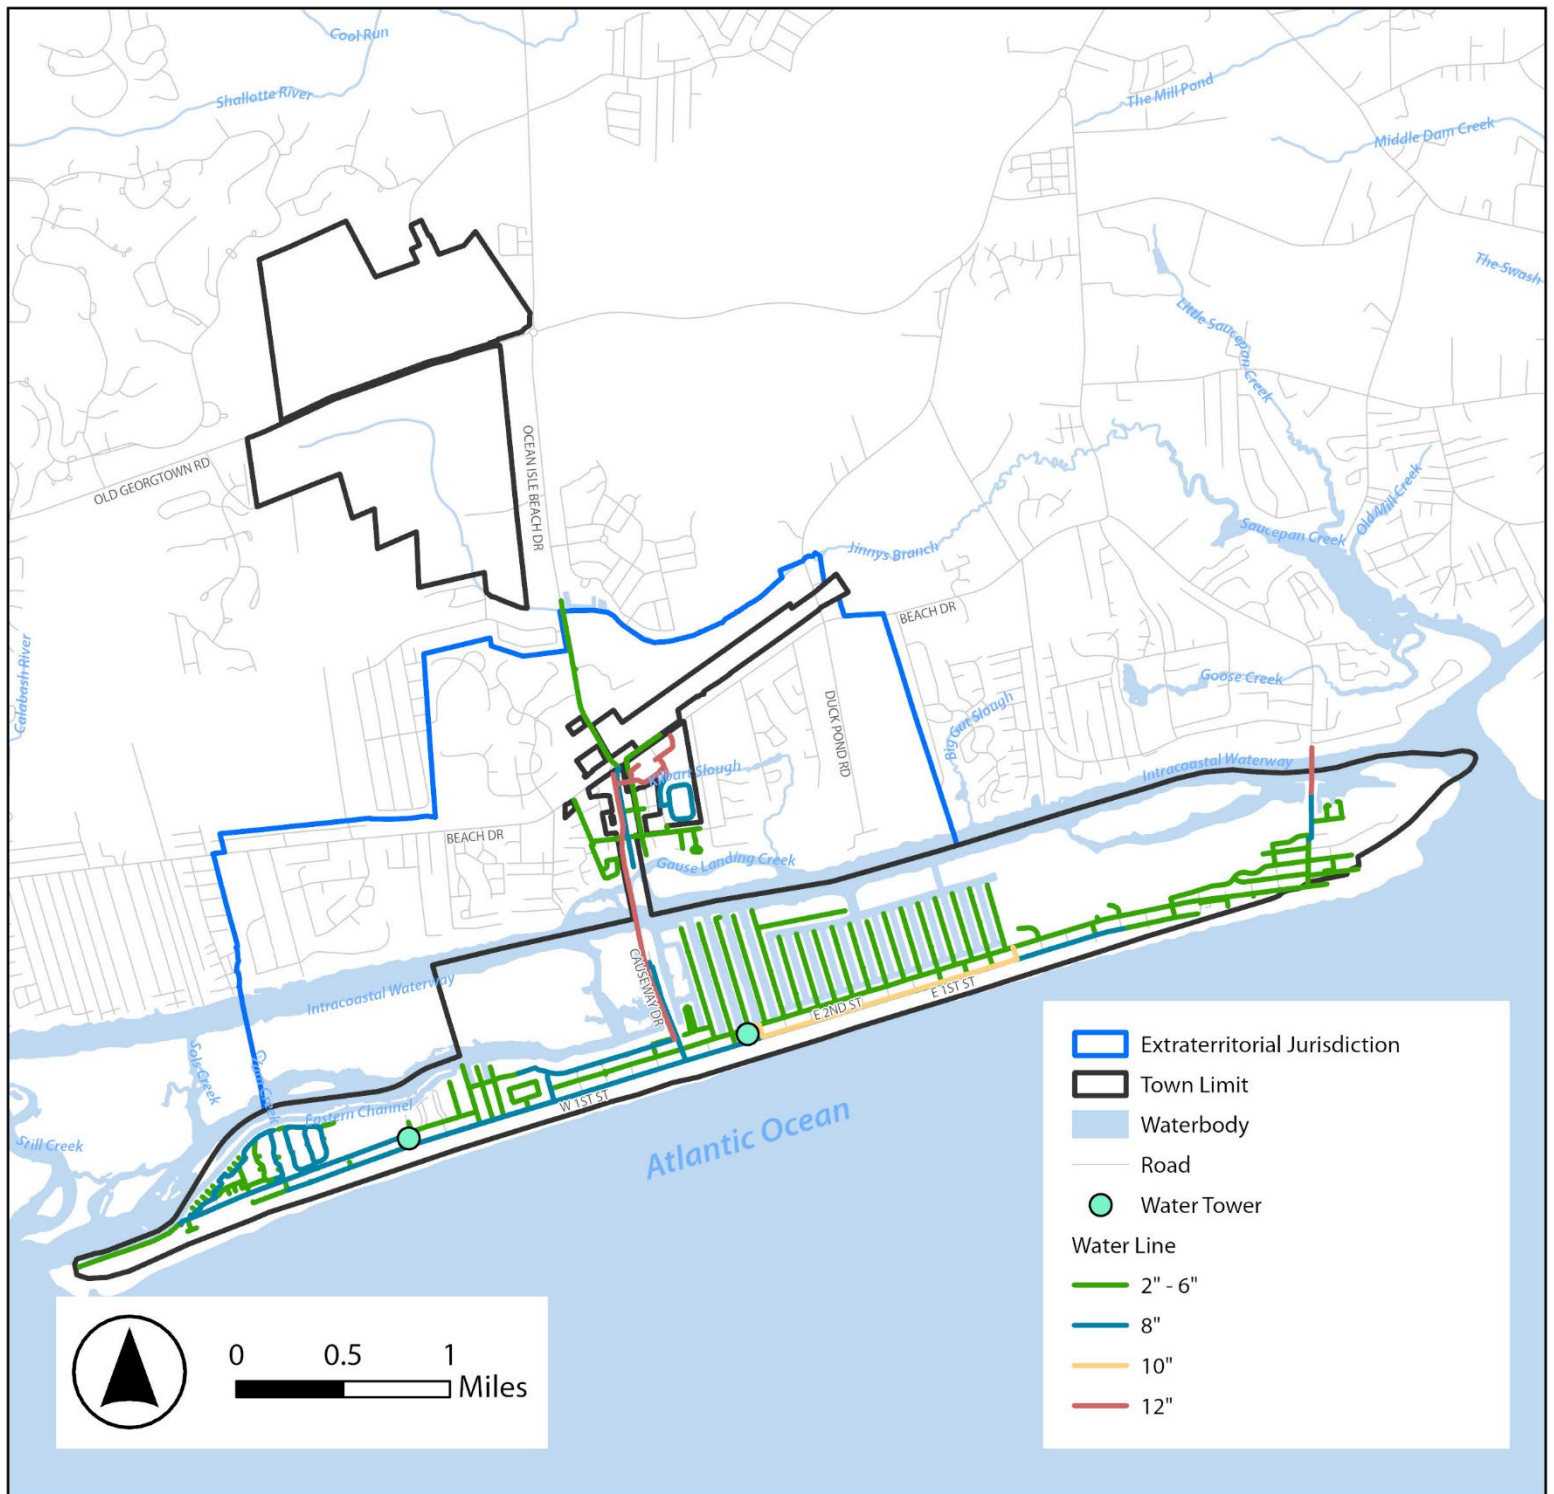 Cool Run
Shallotte River
The Mill Pond
Middle Dam Creek
The Swash
Little Saucepan Creek
OLD GEORGTOWN RD
OCEAN ISLE BEACH DR
Old Mill Creek
Saucepan Creek
Jinnys Branch
BEACH DR
Calabash River
Goose Creek
DUCK POND RD
Big Gut Slough
Intracoastal Waterway
Slough
BEACH DR
Gause Landing Creek
CAUSEWAY DR
Intracoastal Waterway
E 2ND ST
E 1ST ST
Sols Creek
Creek
Eastern Channel
W 1ST ST
Still Creek
Atlantic Ocean
Extraterritorial Jurisdiction
Town Limit
Waterbody
Road
Water Tower
Water Line
2" - 6"
8"
10"
12"
0 0.5 1
Miles